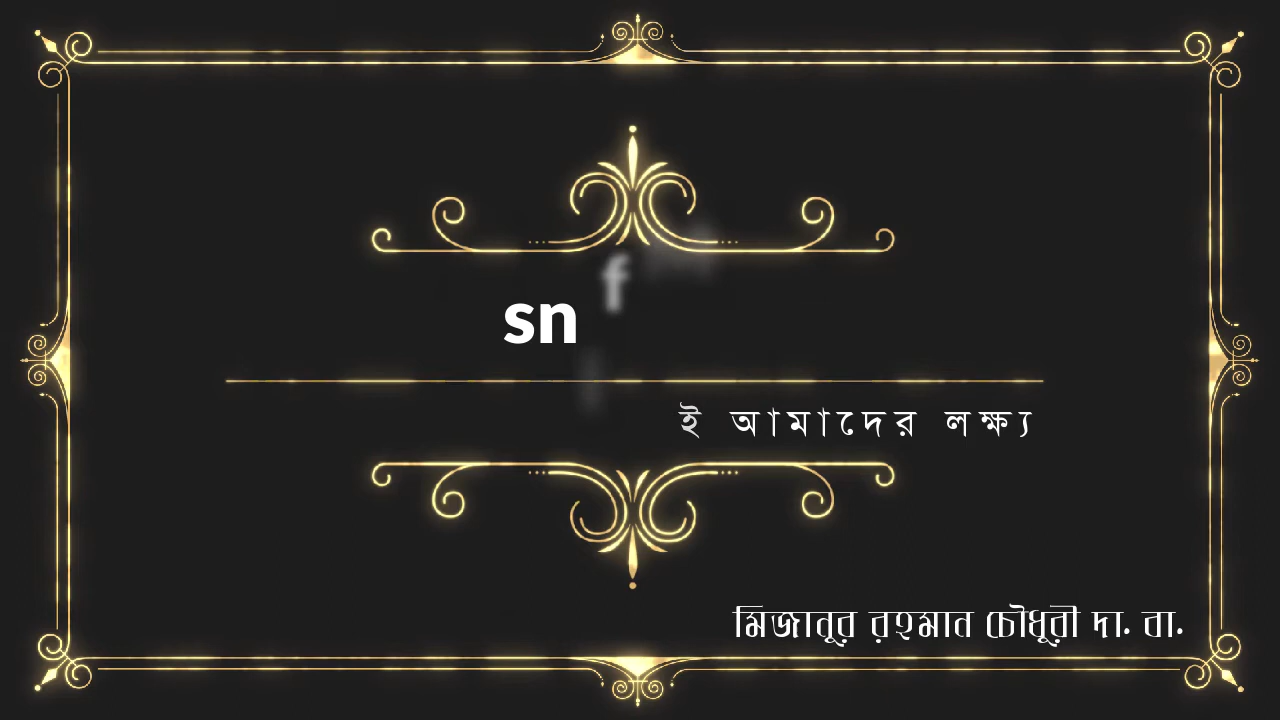 sn f
ই আমাদের লক্ষ্য
মিজানুর রহমান চৌধুরী দা. বা.